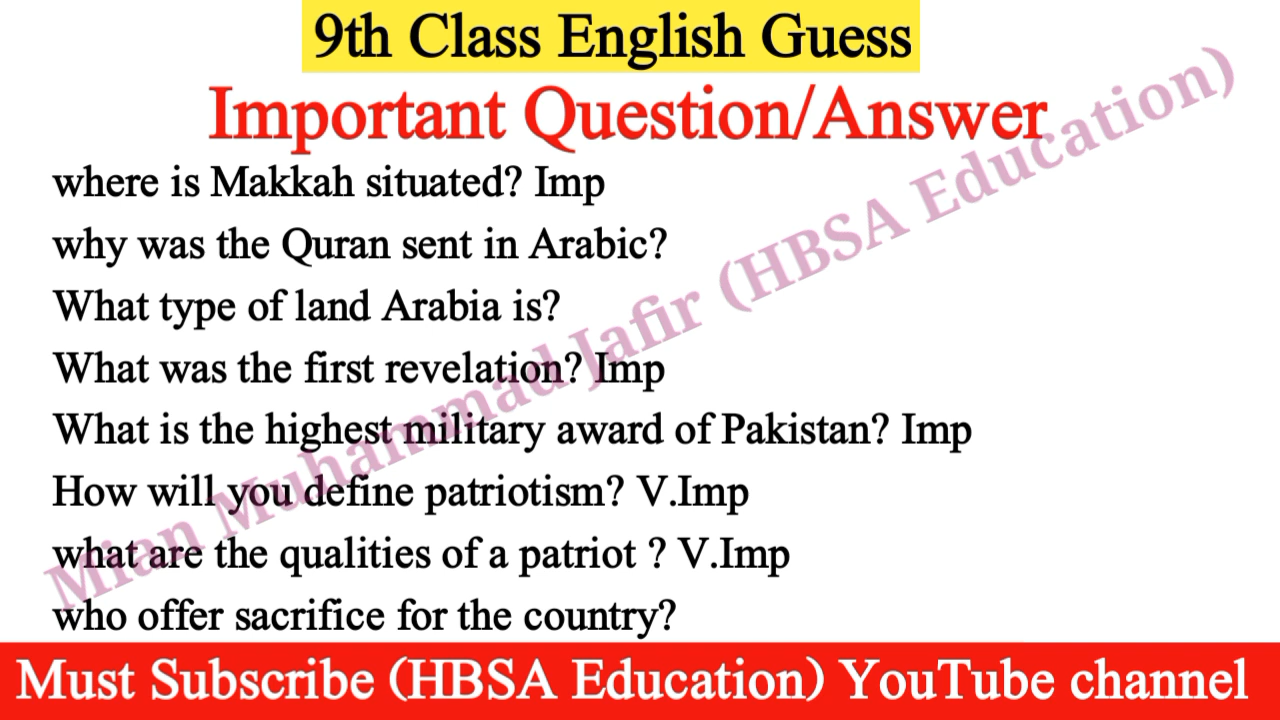 9th Class English Guess
Important Question/Answer
where is Makkah situated? Imp
why was the Quran sent in Arabic?
What type of land Arabia is?
What was the first revelation? Imp
What is the highest military award of Pakistan? Imp
How will you define patriotism? V.Imp
what are the qualities of a patriot ? V.Imp
who offer sacrifice for the country?
Mian Muhammad Jafir (HBSA Education)
Must Subscribe (HBSA Education) YouTube channel